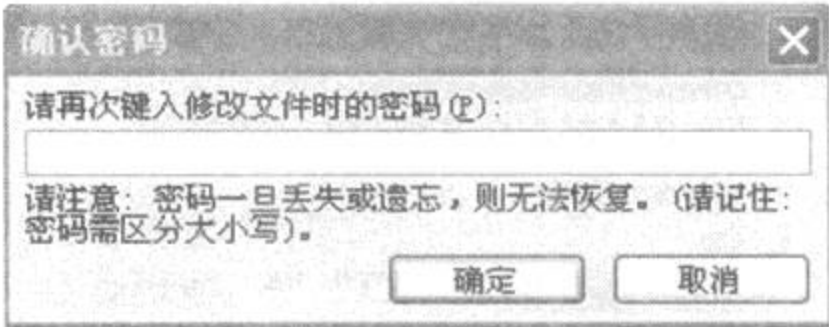 确认密码
请再次键入修改文件时的密码(P):
请注意: 密码一旦丢失或遗忘,则无法恢复。(请记住:
密码需区分大小写)。
确定 取消